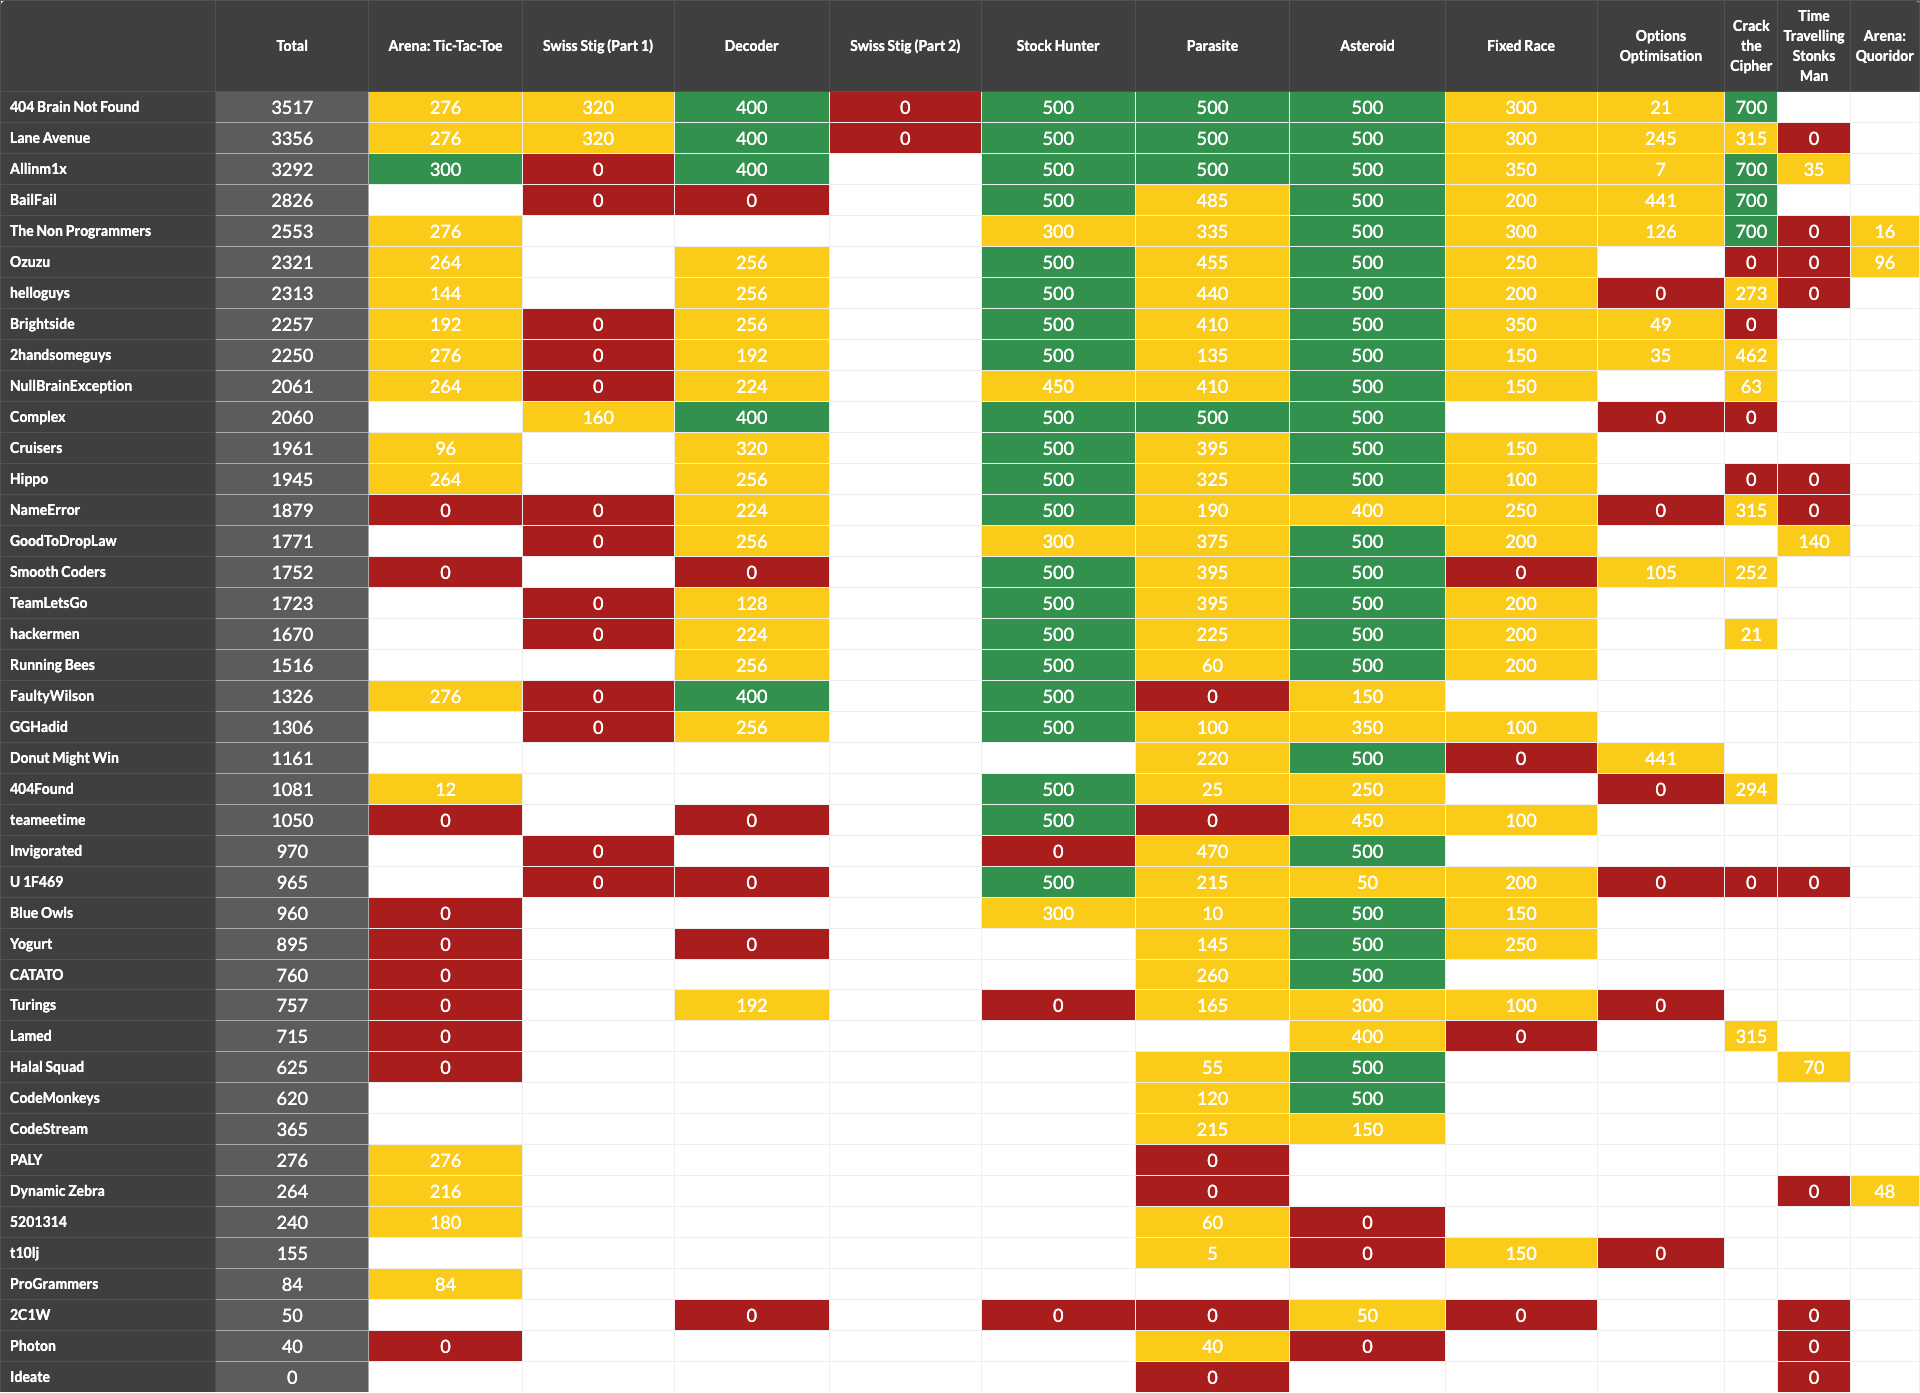 Total Arena: Tic-Tac-Toe Swiss Stig (Part 1) Decoder Swiss Stig (Part 2) Stock Hunter Parasite Asteroid Fixed Race Options Optimisation Crack the Cipher Time Travelling Stonks Man Arena: Quoridor
404 Brain Not Found 3517 276 320 400 0 500 500 500 300 21 700
Lane Avenue 3356 276 320 400 0 500 500 500 300 245 315 0
Allinm1x 3292 300 0 400 500 500 500 350 7 700 35
BailFail 2826 0 0 500 485 500 200 441 700
The Non Programmers 2553 276 300 335 500 300 126 700 0 16
Ozuzu 2321 264 256 500 455 500 250 0 0 96
helloguys 2313 144 256 500 440 500 200 0 273 0
Brightside 2257 192 0 256 500 410 500 350 49 0
2handsomeguys 2250 276 0 192 500 135 500 150 35 462
NullBrainException 2061 264 0 224 450 410 500 150 63
Complex 2060 160 400 500 500 500 0 0
Cruisers 1961 96 320 500 395 500 150
Hippo 1945 264 256 500 325 500 100 0 0
NameError 1879 0 0 224 500 190 400 250 0 315 0
GoodToDropLaw 1771 0 256 300 375 500 200 140
Smooth Coders 1752 0 0 500 395 500 0 105 252
TeamLetsGo 1723 0 128 500 395 500 200
hackermen 1670 0 224 500 225 500 200 21
Running Bees 1516 256 500 60 500 200
FaultyWilson 1326 276 0 400 500 0 150
GGHadid 1306 0 256 500 100 350 100
Donut Might Win 1161 220 500 0 441
404Found 1081 12 500 25 250 0 294
teameetime 1050 0 0 500 0 450 100
Invigorated 970 0 0 470 500
U 1F469 965 0 0 500 215 50 200 0 0 0
Blue Owls 960 0 300 10 500 150
Yogurt 895 0 0 145 500 250
CATATO 760 0 260 500
Turings 757 0 192 0 165 300 100 0
Lamed 715 0 400 0 315
Halal Squad 625 0 55 500 70
CodeMonkeys 620 120 500
CodeStream 365 215 150
PALY 276 276 0
Dynamic Zebra 264 216 0 0 48
5201314 240 180 60 0
t10lj 155 5 0 150 0
ProGrammers 84 84
2C1W 50 0 0 0 50 0 0
Photon 40 0 40 0 0
Ideate 0 0 0